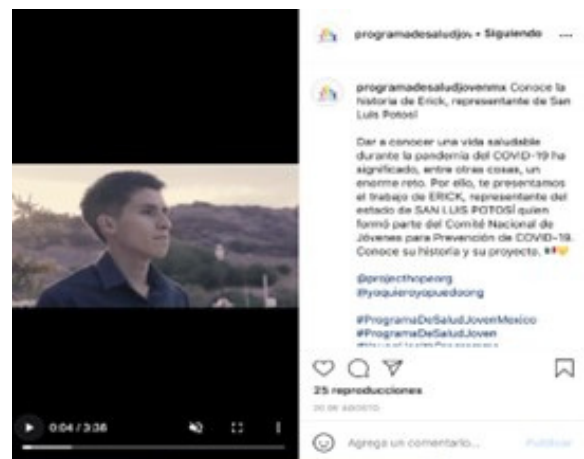 programadesaludjov • Siguiendo
programadesaludjovenmx Conoce la
historia de Erick, representante de San
Luis Potosí
Dar a conocer una vida saludable
durante la pandemia del COVID-19 ha
significado, entre otras cosas, un
enorme reto. Por ello, te presentamos
el trabajo de ERICK, representante del
estado de SAN LUIS POTOSÍ quien
formó parte del Comité Nacional de
Jóvenes para Prevención de COVID-19.
Conoce su historia y su proyecto.
@projecthopeorg
@yoquieroyopuedoorg
#ProgramaDeSaludJovenMexico
#ProgramaDeSaludJoven
25 reproducciones
0:04 / 3:36
Agrega un comentario... Publicar